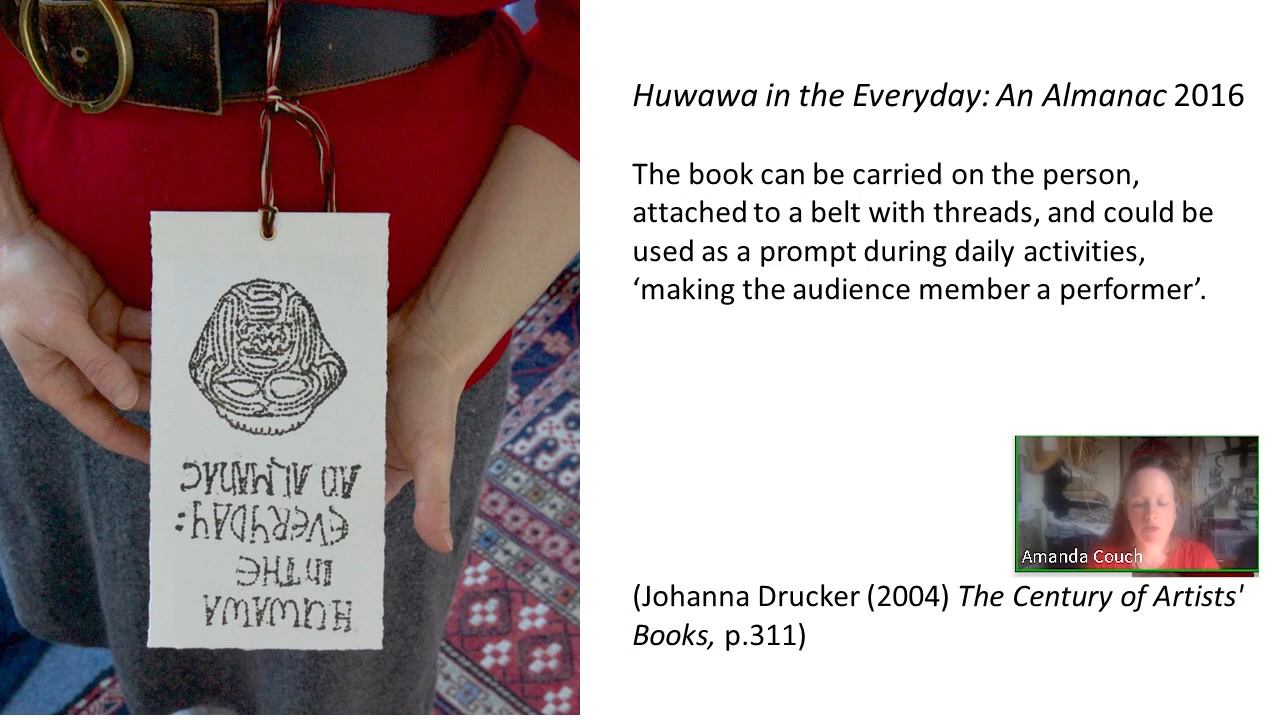 Huwawa in the Everyday: An Almanac 2016
The book can be carried on the person,
attached to a belt with threads, and could be
used as a prompt during daily activities,
‘making the audience member a performer’.
Amanda Couch
(Johanna Drucker (2004) The Century of Artists'
Books, p.311)
HUWAWA
IN THE
EVERYDAY:
AN ALMANAC